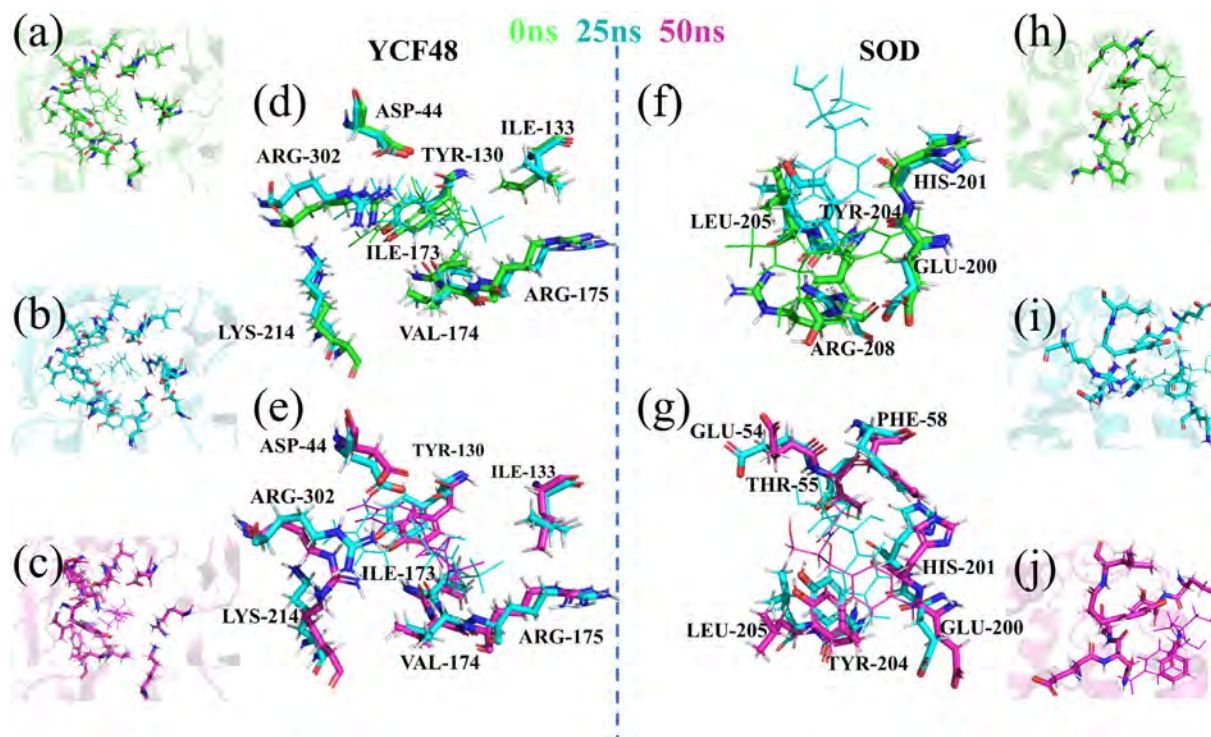 0ns 25ns 50ns
YCF48
SOD
(a)
(b)
(c)
(d)
ASP-44
ILE-133
ARG-302
TYR-130
ILE-173
ARG-175
LYS-214
VAL-174
(e)
ASP-44
TYR-130
ILE-133
ARG-302
ILE-173
LYS-214
ARG-175
VAL-174
(f)
HIS-201
LEU-205
TYR-204
GLU-200
ARG-208
(g)
PHE-58
GLU-54
THR-55
HIS-201
LEU-205
GLU-200
TYR-204
(h)
(i)
(j)